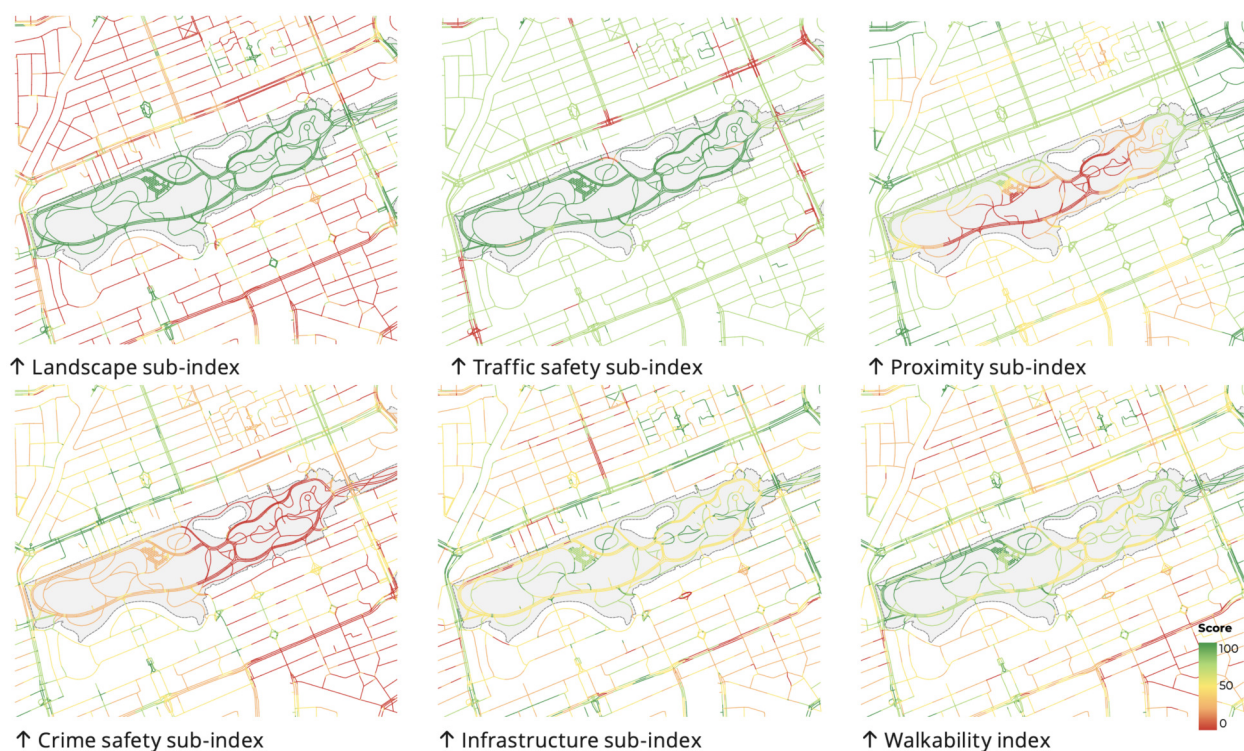 ↑ Landscape sub-index
↑ Traffic safety sub-index
↑ Proximity sub-index
↑ Crime safety sub-index
↑ Infrastructure sub-index
↑ Walkability index
Score
100
50
0